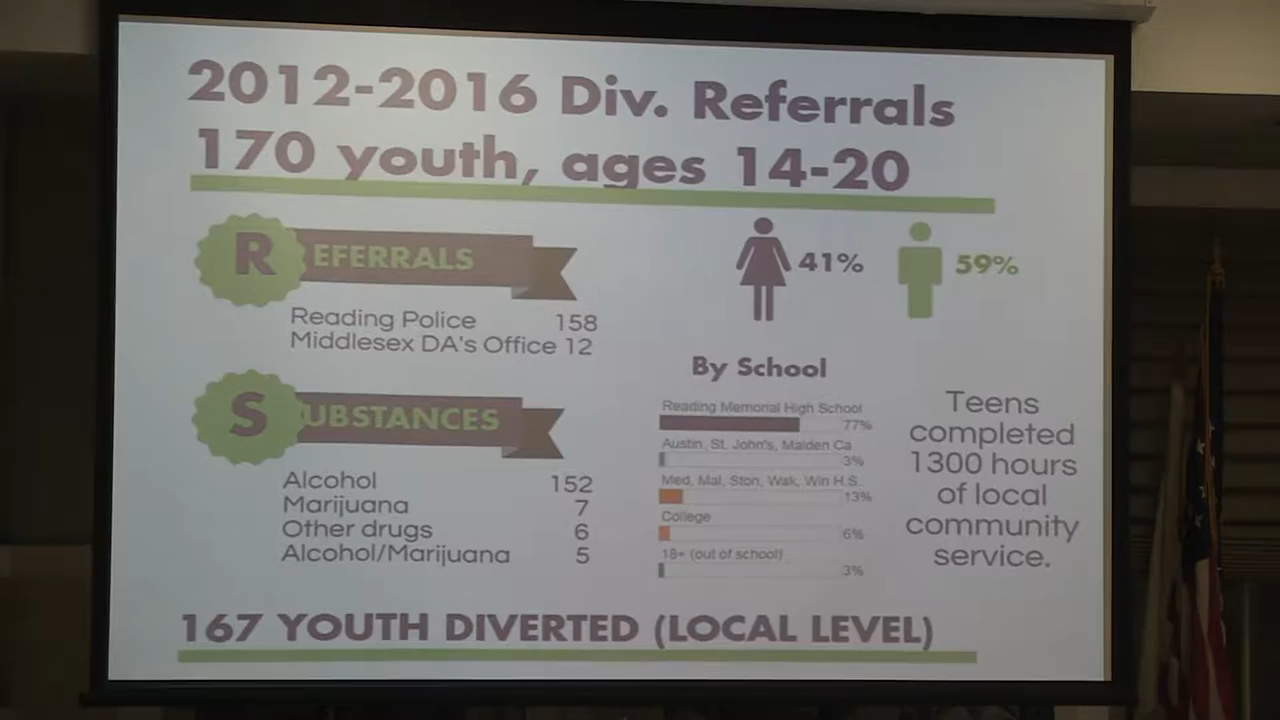 2012-2016 Div. Referrals
170 youth, ages 14-20
REFERRALS
Reading Police 158
Middlesex DA's Office 12
SUBSTANCES
Alcohol 152
Marijuana 7
Other drugs 6
Alcohol/Marijuana 5
41%
59%
By School
Reading Memorial High School
77%
Austin, St. John's, Malden Ca
3%
Med, Mal, Ston, Wak, Win H.S.
13%
College
6%
18+ (out of school)
3%
Teens
completed
1300 hours
of local
community
service.
167 YOUTH DIVERTED (LOCAL LEVEL)